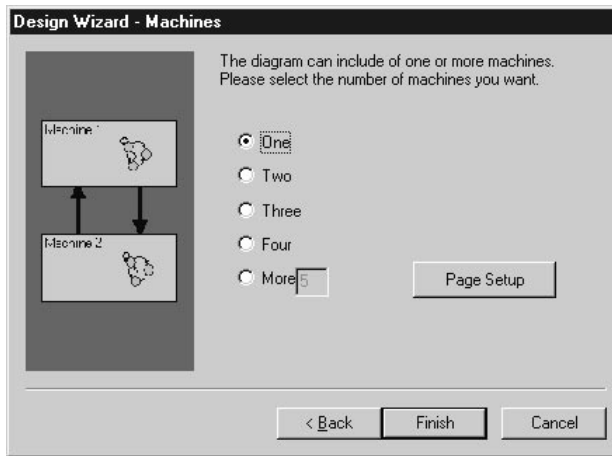 Design Wizard - Machines
The diagram can include of one or more machines.
Please select the number of machines you want.
Machine 1
Machine 2
One
Two
Three
Four
More 5
Page Setup
< Back
Finish
Cancel